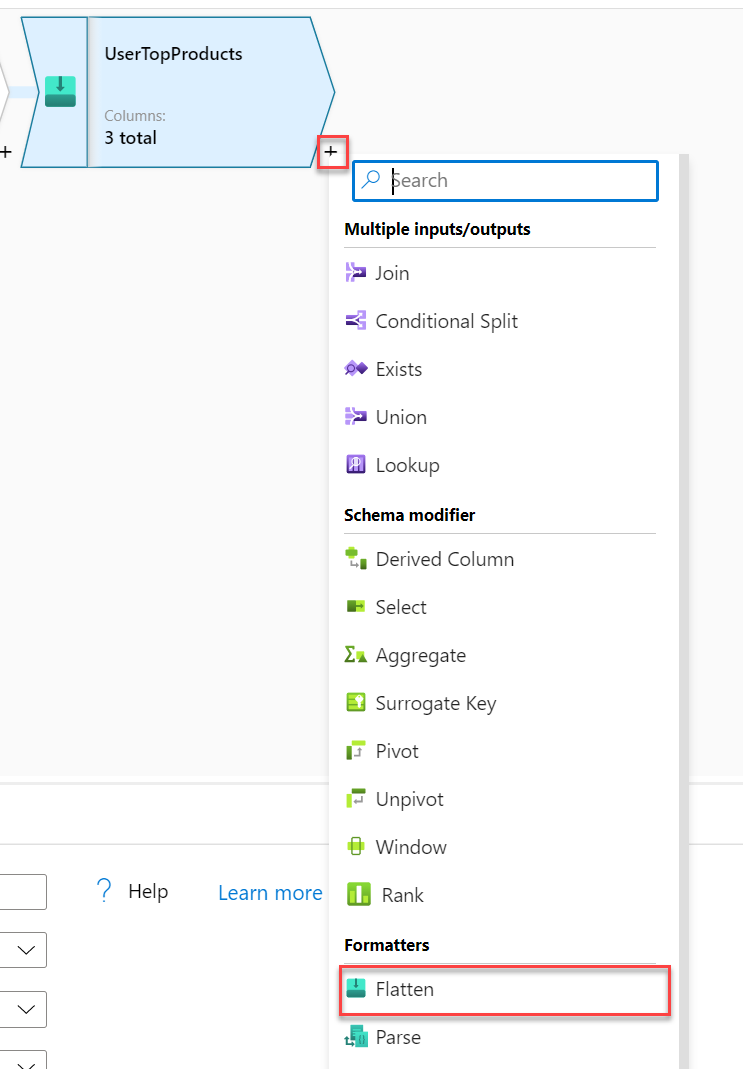 UserTopProducts
Columns:
3 total
+
+
Search
Multiple inputs/outputs
Join
Conditional Split
Exists
Union
Lookup
Schema modifier
Derived Column
Select
Aggregate
Surrogate Key
Pivot
Unpivot
Window
Rank
? Help Learn more
Formatters
Flatten
Parse